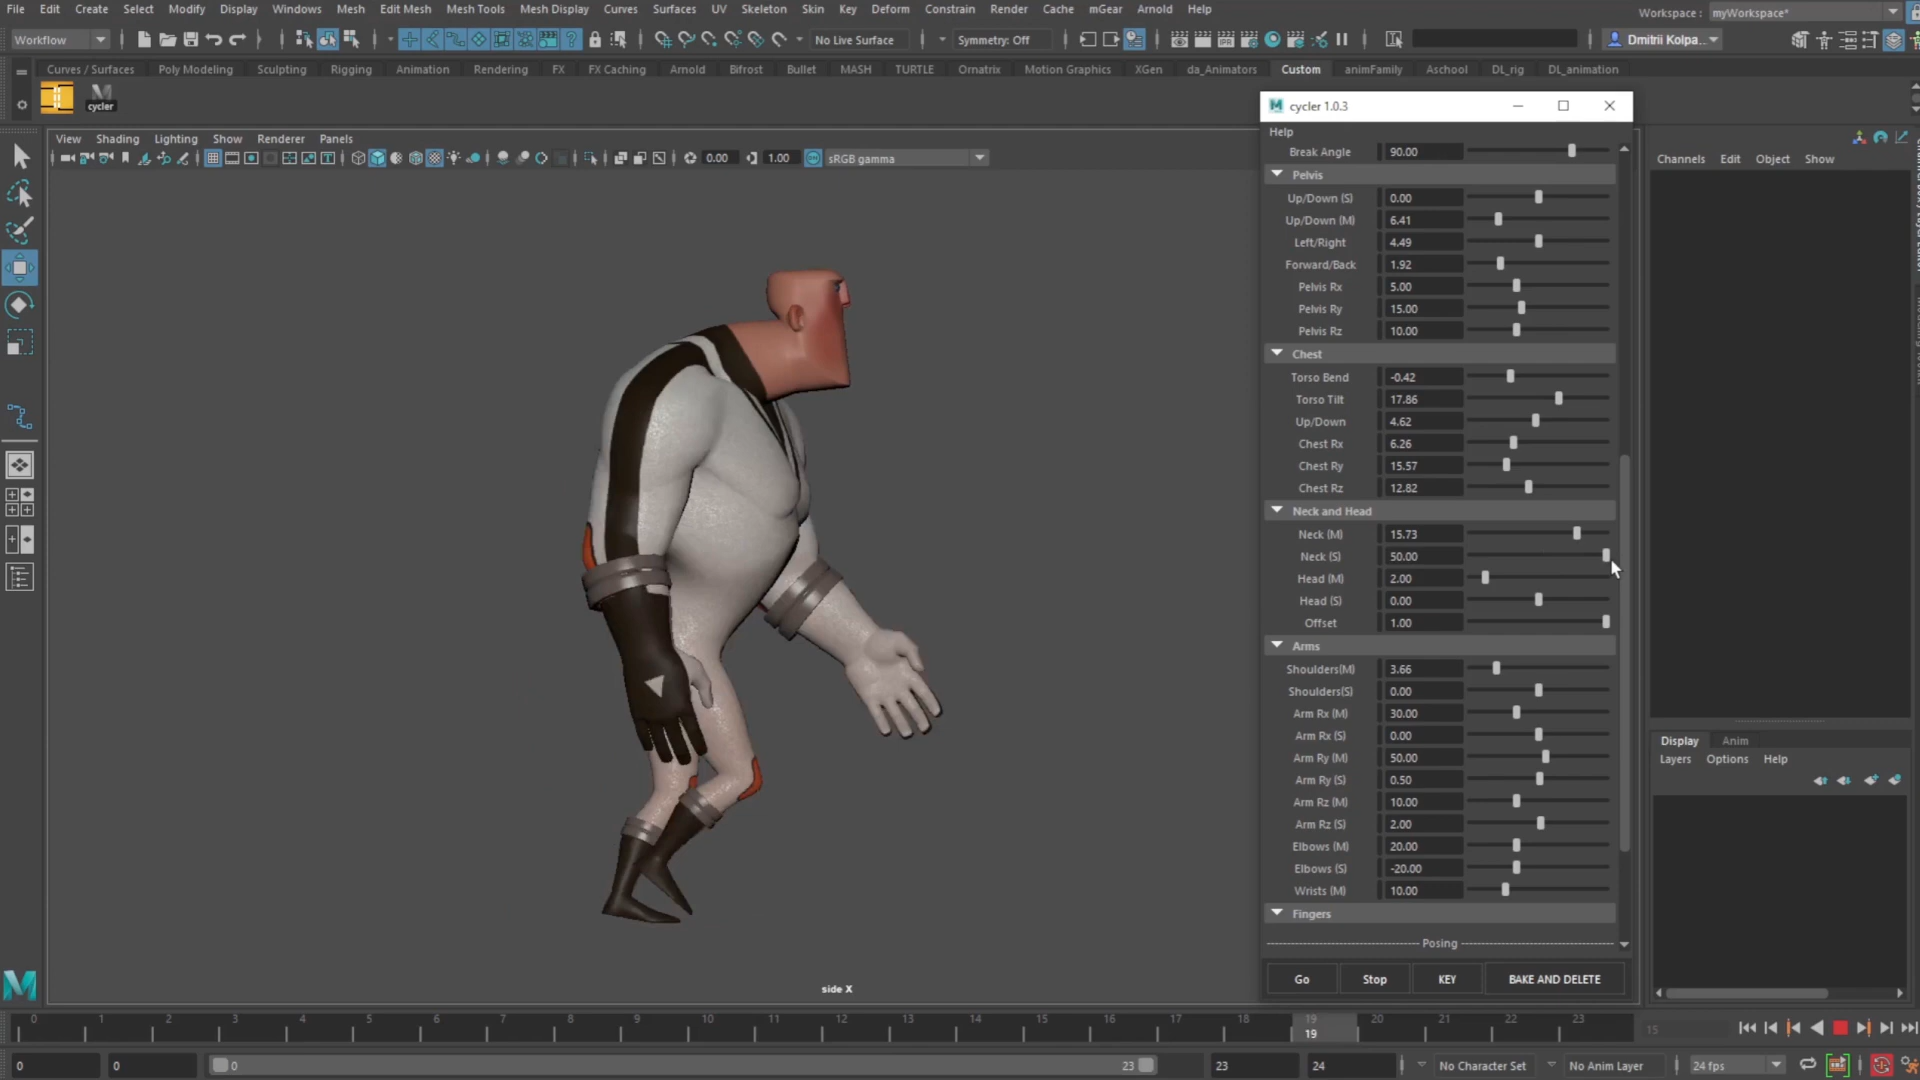 File Edit Create Select Modify Display Windows Mesh Edit Mesh Mesh Tools Mesh Display Curves Surfaces UV Skeleton Skin Key Deform Constrain Render Cache mGear Arnold Help
Workspace : myWorkspace*
Workflow
No Live Surface
Symmetry: Off
Dmitrii Kolpa..
Curves / Surfaces Poly Modeling Sculpting Rigging Animation Rendering FX FX Caching Arnold Bifrost Bullet MASH TURTLE Ornatrix Motion Graphics XGen da_Animators Custom animFamily Aschool DL_rig DL_animation
cycler
View Shading Lighting Show Renderer Panels
0.00 1.00 sRGB gamma
side X
cycler 1.0.3
Help
Break Angle 90.00
Pelvis
Up/Down (S) 0.00
Up/Down (M) 6.41
Left/Right 4.49
Forward/Back 1.92
Pelvis Rx 5.00
Pelvis Ry 15.00
Pelvis Rz 10.00
Chest
Torso Bend -0.42
Torso Tilt 17.86
Up/Down 4.62
Chest Rx 6.26
Chest Ry 15.57
Chest Rz 12.82
Neck and Head
Neck (M) 15.73
Neck (S) 50.00
Head (M) 2.00
Head (S) 0.00
Offset 1.00
Arms
Shoulders(M) 3.66
Shoulders(S) 0.00
Arm Rx (M) 30.00
Arm Rx (S) 0.00
Arm Ry (M) 50.00
Arm Ry (S) 0.50
Arm Rz (M) 10.00
Arm Rz (S) 2.00
Elbows (M) 20.00
Elbows (S) -20.00
Wrists (M) 10.00
Fingers
Posing
Go Stop KEY BAKE AND DELETE
Channels Edit Object Show
Display Anim
Layers Options Help
0 1 2 3 4 5 6 7 8 9 10 11 12 13 14 15 16 17 18 19 20 21 22 23
19
15
0 0 0 23 23 24 No Character Set No Anim Layer 24 fps